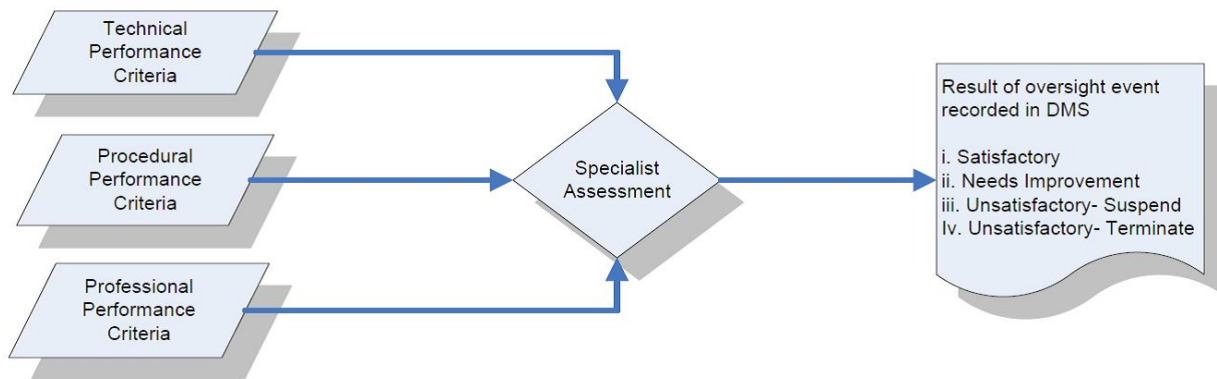 Technical
Performance
Criteria
Procedural
Performance
Criteria
Professional
Performance
Criteria
Specialist
Assessment
Result of oversight event
recorded in DMS
i. Satisfactory
ii. Needs Improvement
iii. Unsatisfactory- Suspend
Iv. Unsatisfactory- Terminate